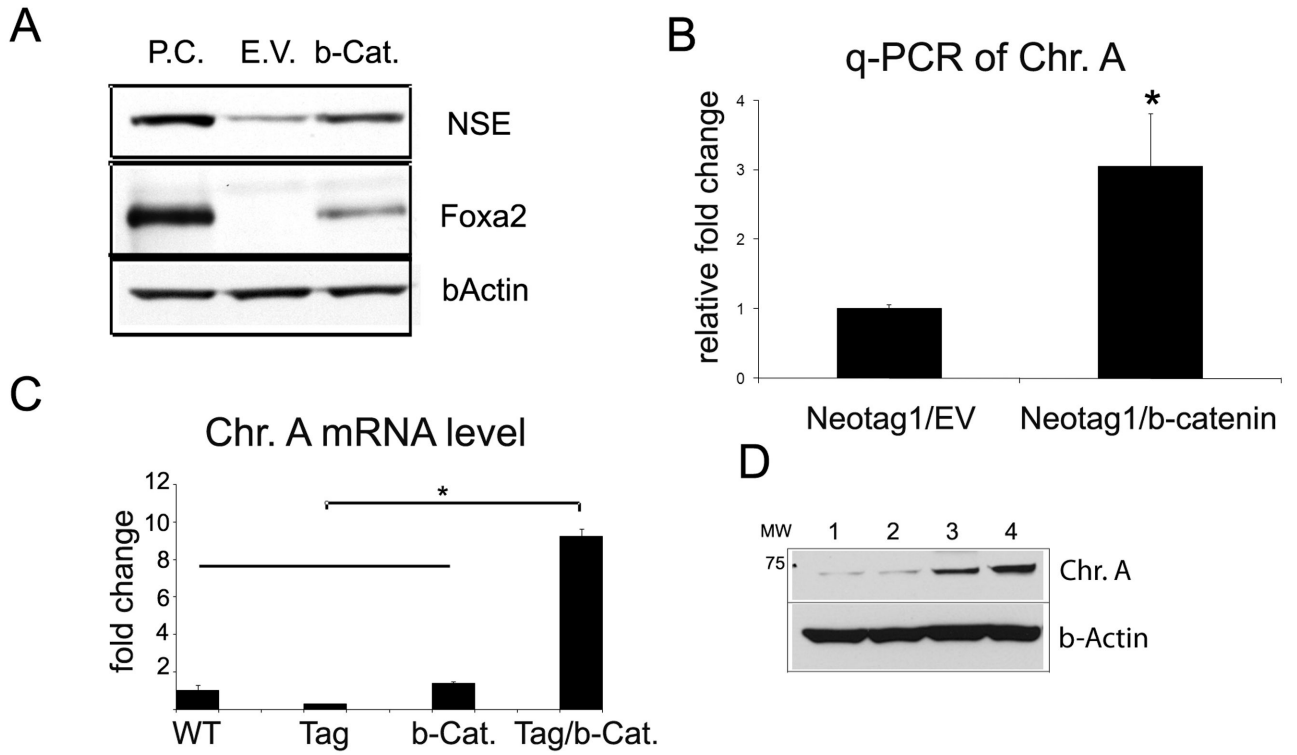 A
P.C. E.V. b-Cat.
NSE
Foxa2
bActin
B
q-PCR of Chr. A
relative fold change
4
3
2
1
0
*
Neotag1/EV Neotag1/b-catenin
C
Chr. A mRNA level
fold change
12
10
8
6
4
2
*
WT Tag b-Cat. Tag/b-Cat.
D
MW 1 2 3 4
75
Chr. A
b-Actin